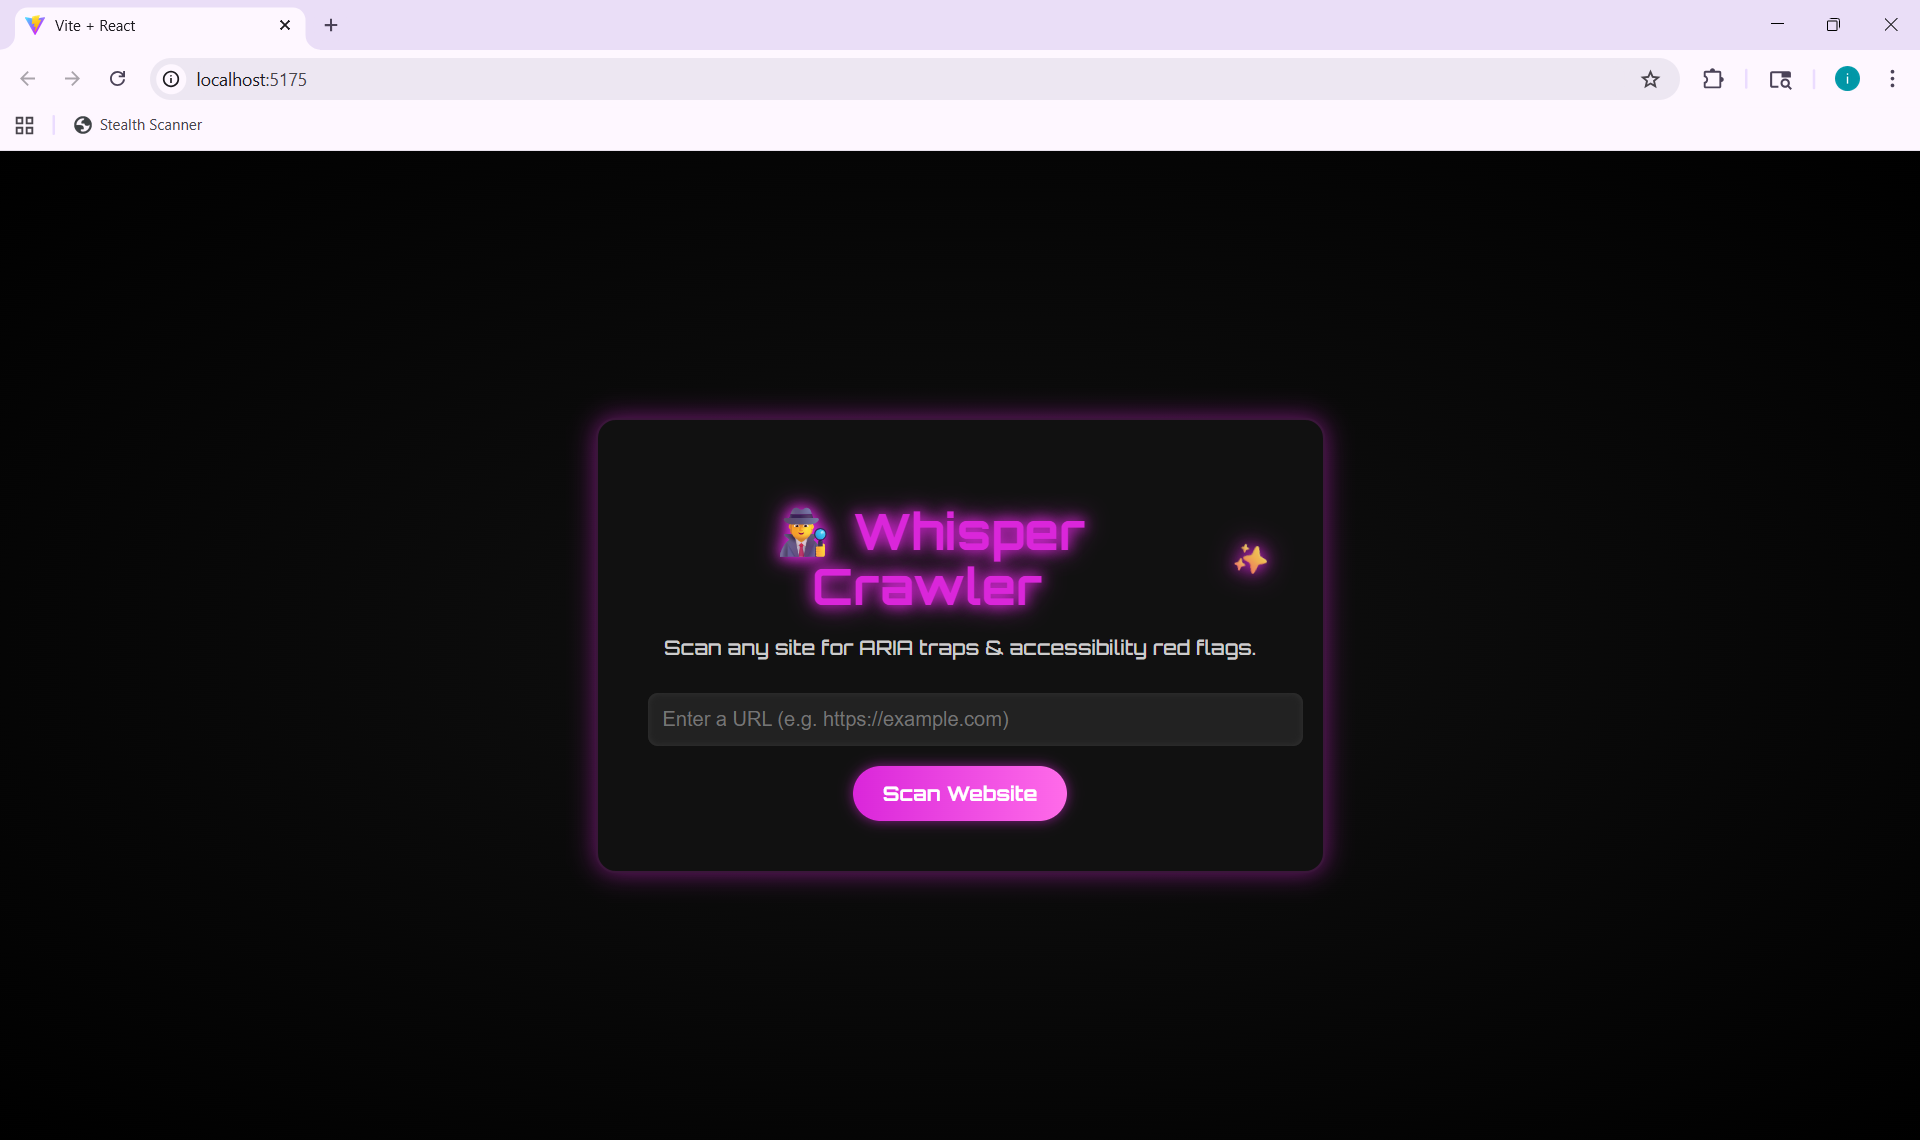 Vite + React
localhost:5175
i
Stealth Scanner
Whisper
Crawler
Scan any site for ARIA traps & accessibility red flags.
Enter a URL (e.g. https://example.com)
Scan Website